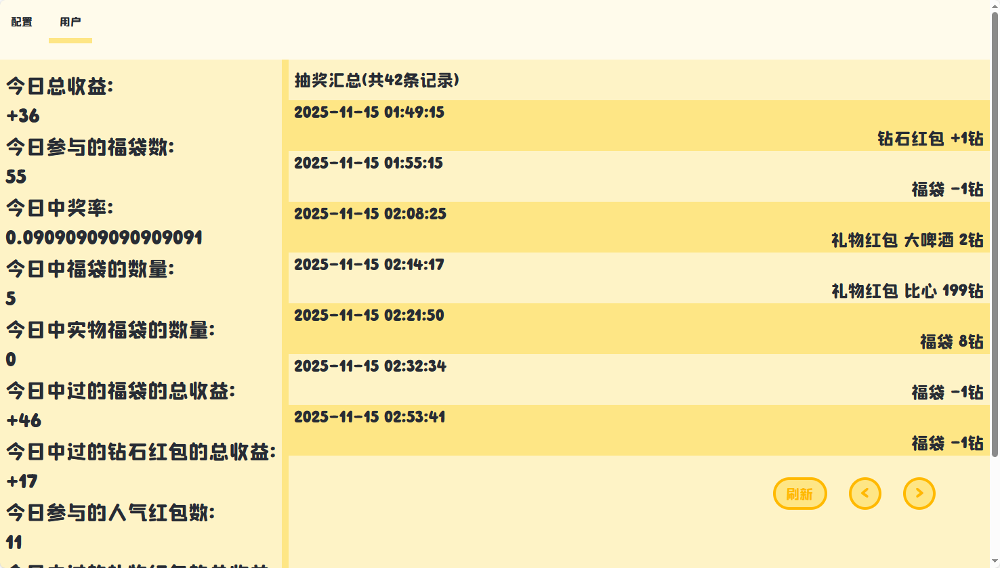 配置
用户
今日总收益:
+36
今日参与的福袋数:
55
今日中奖率:
0.09090909090909091
今日中福袋的数量:
5
今日中实物福袋的数量:
0
今日中过的福袋的总收益:
+46
今日中过的钻石红包的总收益:
+17
今日参与的人气红包数:
11
抽奖汇总(共42条记录)
2025-11-15 01:49:15
钻石红包 +1钻
2025-11-15 01:55:15
福袋 -1钻
2025-11-15 02:08:25
礼物红包 大啤酒 2钻
2025-11-15 02:14:17
礼物红包 比心 199钻
2025-11-15 02:21:50
福袋 8钻
2025-11-15 02:32:34
福袋 -1钻
2025-11-15 02:53:41
福袋 -1钻
刷新
<
>